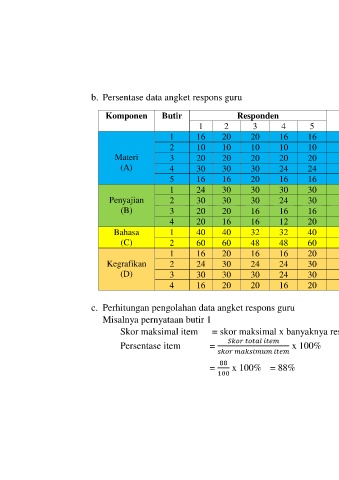 b. Persentase data angket respons guru
Komponen Butir Responden
1 2 3 4 5
1 16 20 20 16 16
2 10 10 10 10 10
Materi 3 20 20 20 20 20
(A) 4 30 30 30 24 24
5 16 16 20 16 16
1 24 30 30 30 30
Penyajian 2 30 30 30 24 30
(B) 3 20 20 16 16 16
4 20 16 16 12 20
Bahasa 1 40 40 32 32 40
(C) 2 60 60 48 48 60
1 16 20 16 16 20
Kegrafikan 2 24 30 24 24 30
(D) 3 30 30 30 24 30
4 16 20 20 16 20
c. Perhitungan pengolahan data angket respons guru
Misalnya pernyataan butir 1
Skor maksimal item = skor maksimal x banyaknya res
Persentase item = Skor total item / skor maksimum item x 100%
= 88/100 x 100% = 88%